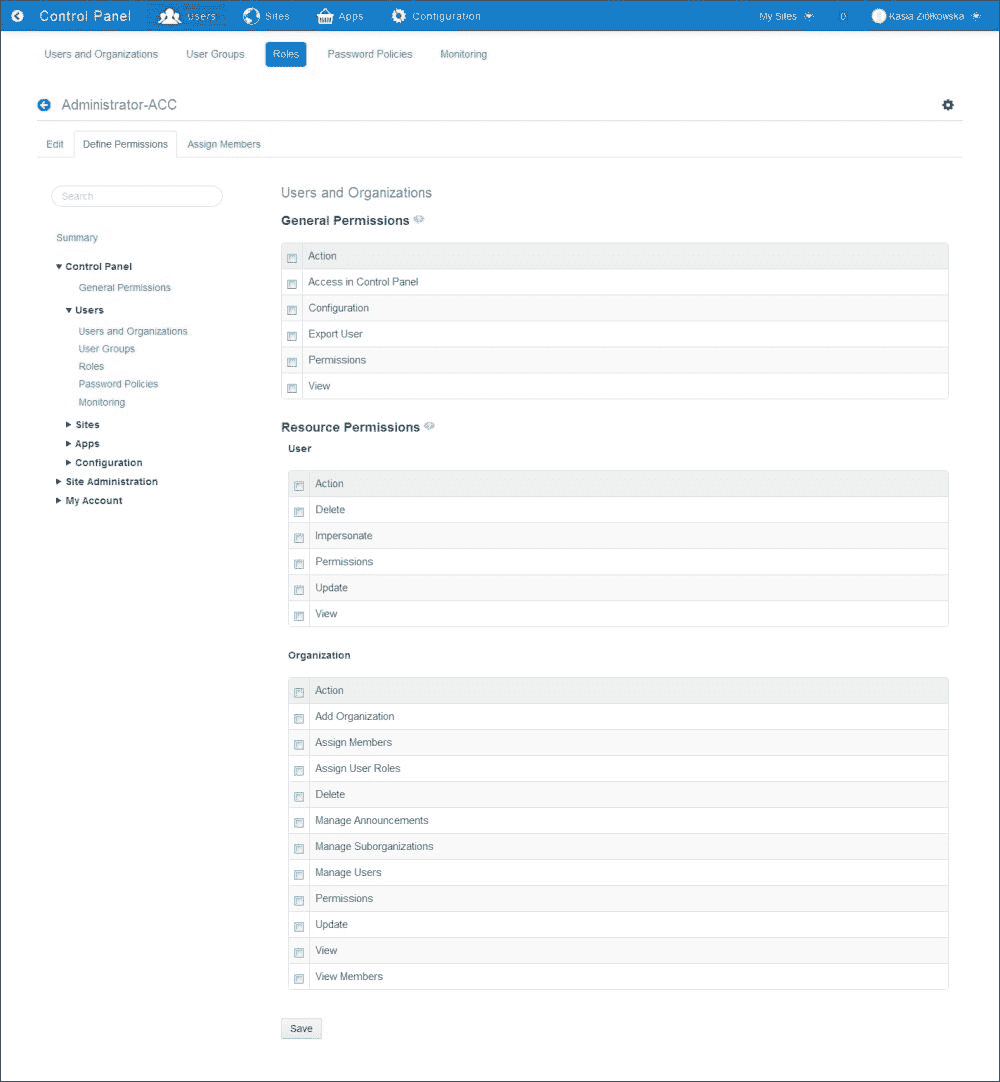 Control Panel Users Sites Apps Configuration My Sites 0 Kasia Ziółkowska
Users and Organizations User Groups Roles Password Policies Monitoring
Administrator-ACC
Edit Define Permissions Assign Members
Search
Summary
Control Panel
General Permissions
Users
Users and Organizations
User Groups
Roles
Password Policies
Monitoring
Sites
Apps
Configuration
Site Administration
My Account
Users and Organizations
General Permissions
Action
Access in Control Panel
Configuration
Export User
Permissions
View
Resource Permissions
User
Action
Delete
Impersonate
Permissions
Update
View
Organization
Action
Add Organization
Assign Members
Assign User Roles
Delete
Manage Announcements
Manage Suborganizations
Manage Users
Permissions
Update
View
View Members
Save